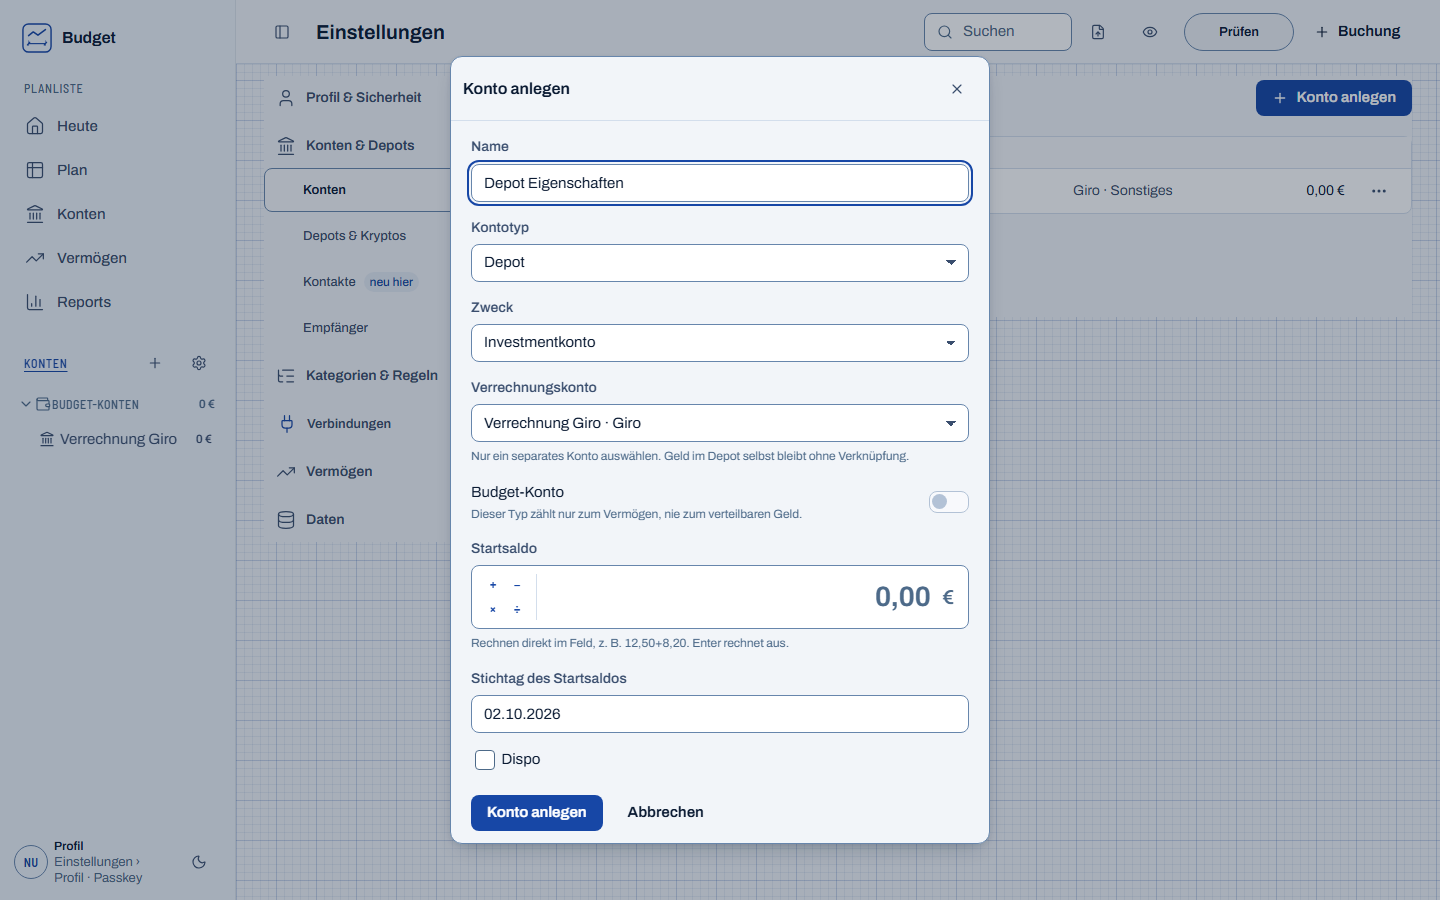 Budget
Einstellungen
Suchen
Prüfen
Buchung
PLANLISTE
Heute
Plan
Konten
Vermögen
Reports
KONTEN
BUDGET-KONTEN 0 €
Verrechnung Giro 0 €
Profil
Einstellungen ›
Profil · Passkey
NU
Profil & Sicherheit
Konten & Depots
Konten
Depots & Kryptos
Kontakte neu hier
Empfänger
Kategorien & Regeln
Verbindungen
Vermögen
Daten
Konto anlegen
Giro · Sonstiges 0,00 €
Konto anlegen
Name
Depot Eigenschaften
Kontotyp
Depot
Zweck
Investmentkonto
Verrechnungskonto
Verrechnung Giro · Giro
Nur ein separates Konto auswählen. Geld im Depot selbst bleibt ohne Verknüpfung.
Budget-Konto
Dieser Typ zählt nur zum Vermögen, nie zum verteilbaren Geld.
Startsaldo
+ −
× ÷
0,00 €
Rechnen direkt im Feld, z. B. 12,50+8,20. Enter rechnet aus.
Stichtag des Startsaldos
02.10.2026
Dispo
Konto anlegen
Abbrechen